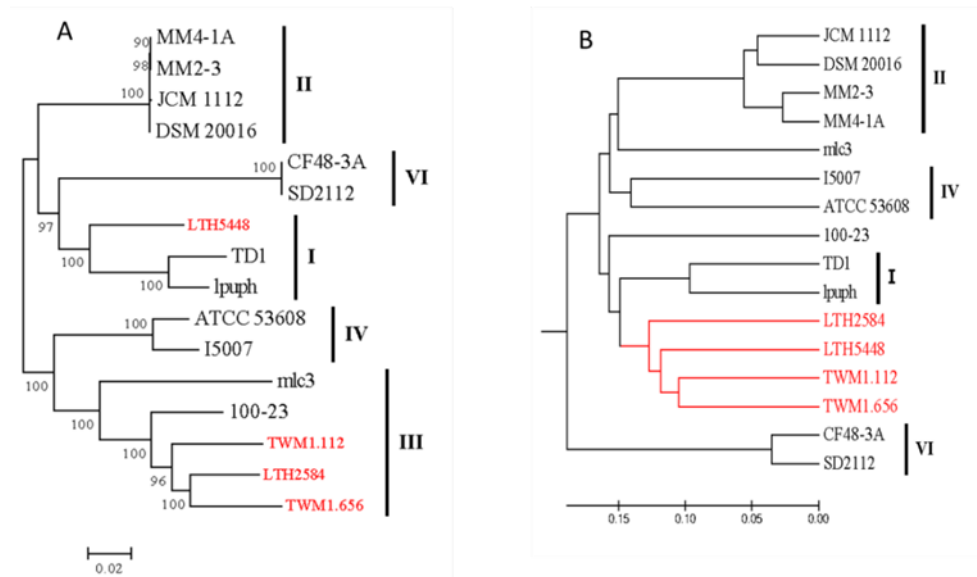 A
90
MM4-1A
98
MM2-3
100
JCM 1112
DSM 20016
II
100
CF48-3A
SD2112
VI
97
LTH5448
100
TD1
100
lpuph
I
100
ATCC 53608
I5007
IV
100
mlc3
100
100-23
100
TWM1.112
96
LTH2584
100
TWM1.656
III
0.02
B
JCM 1112
DSM 20016
MM2-3
MM4-1A
II
mlc3
I5007
ATCC 53608
IV
100-23
TD1
lpuph
I
LTH2584
LTH5448
TWM1.112
TWM1.656
CF48-3A
SD2112
VI
0.15 0.10 0.05 0.00